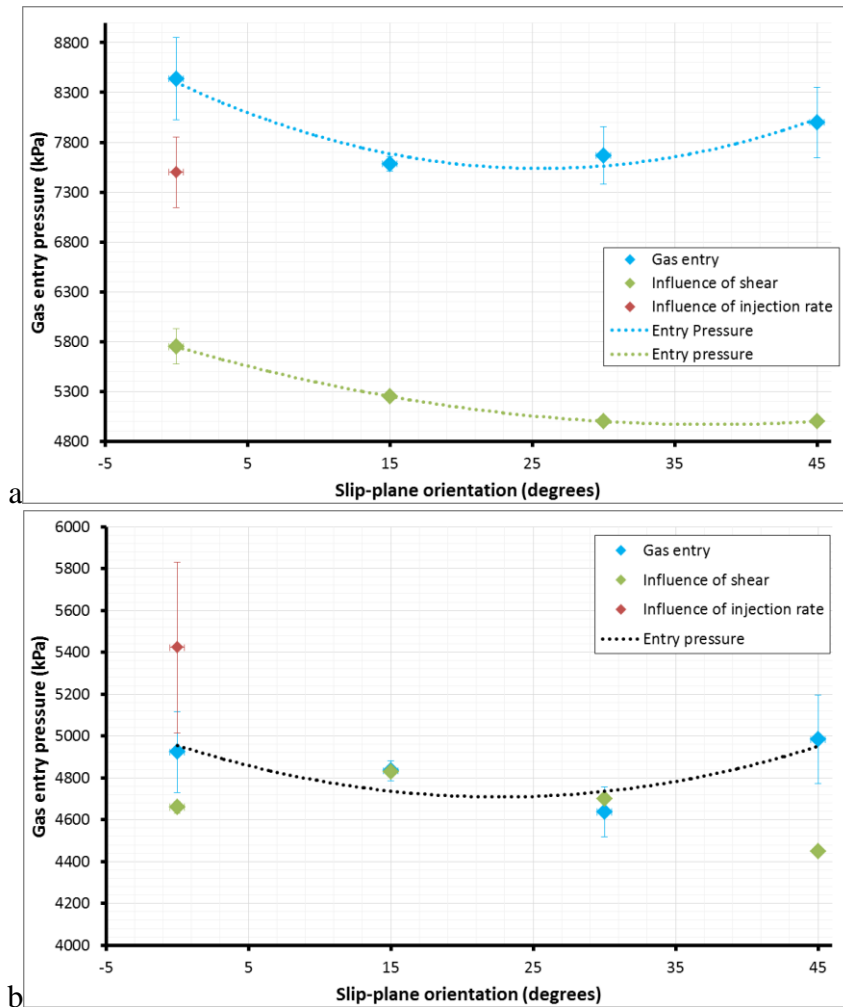 8800
8300
7800
7300
6800
6300
5800
5300
4800
Gas entry pressure (kPa)
Gas entry
Influence of shear
Influence of injection rate
Entry Pressure
Entry pressure
-5 5 15 25 35 45
Slip-plane orientation (degrees)
a
6000
5800
5600
5400
5200
5000
4800
4600
4400
4200
4000
Gas entry pressure (kPa)
Gas entry
Influence of shear
Influence of injection rate
Entry pressure
-5 5 15 25 35 45
Slip-plane orientation (degrees)
b